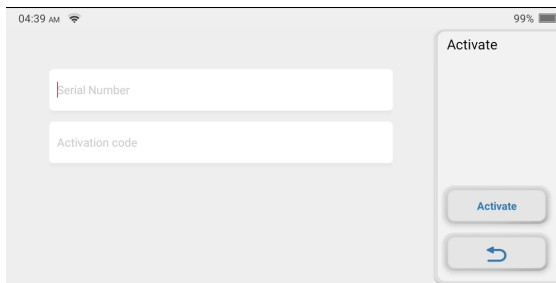 04:39 AM
99%
Activate
Serial Number
Activation code
Activate